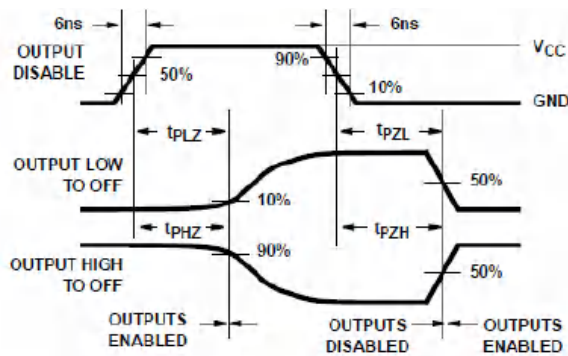 6ns
6ns
OUTPUT
DISABLE
50%
90%
10%
VCC
GND
tPLZ
tPZL
OUTPUT LOW
TO OFF
10%
50%
tPHZ
tPZH
OUTPUT HIGH
TO OFF
90%
50%
OUTPUTS
ENABLED
OUTPUTS
DISABLED
OUTPUTS
ENABLED